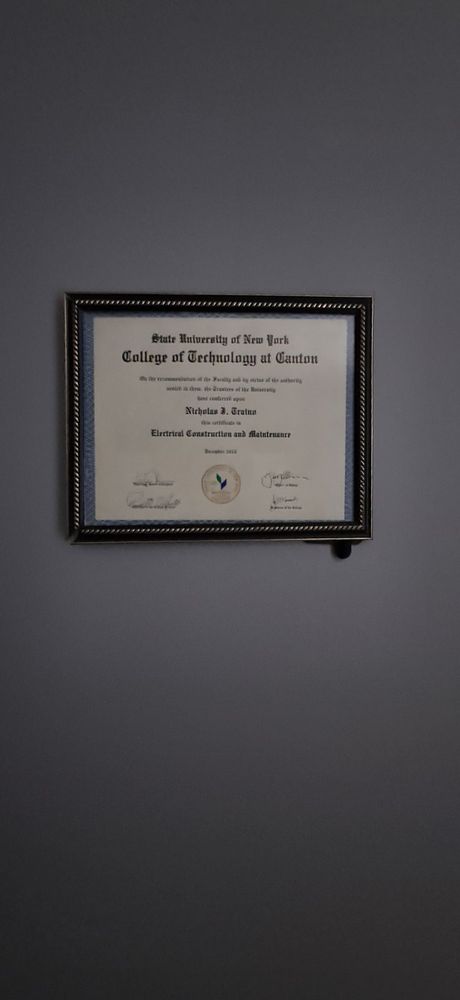 State University of New York
College of Technology at Canton
On the recommendation of the Faculty and by virtue of the authority
vested in them, the Trustees of the University
have conferred upon
Nicholas J. Traino
this certificate in
Electrical Construction and Maintenance
December